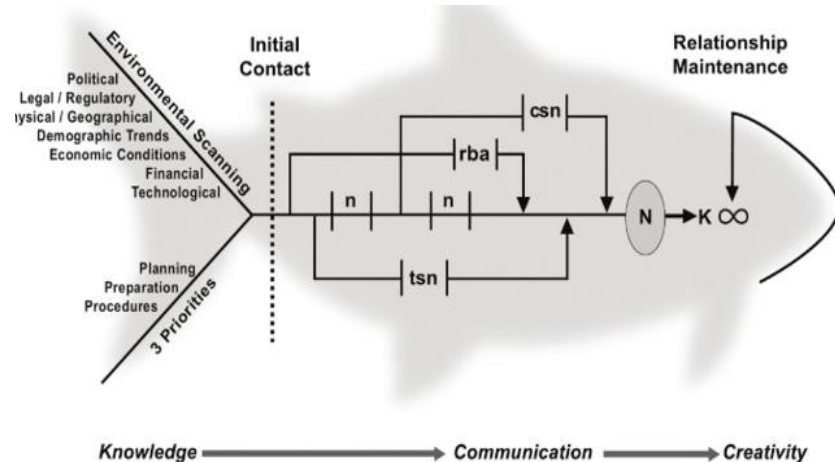 Environmental Scanning
Political
Legal / Regulatory
ysical / Geographical
Demographic Trends
Economic Conditions
Financial
Technological
Planning
Preparation
Procedures
3 Priorities
Initial
Contact
Relationship
Maintenance
csn
rba
n
n
N
K ∞
tsn
Knowledge
Communication
Creativity